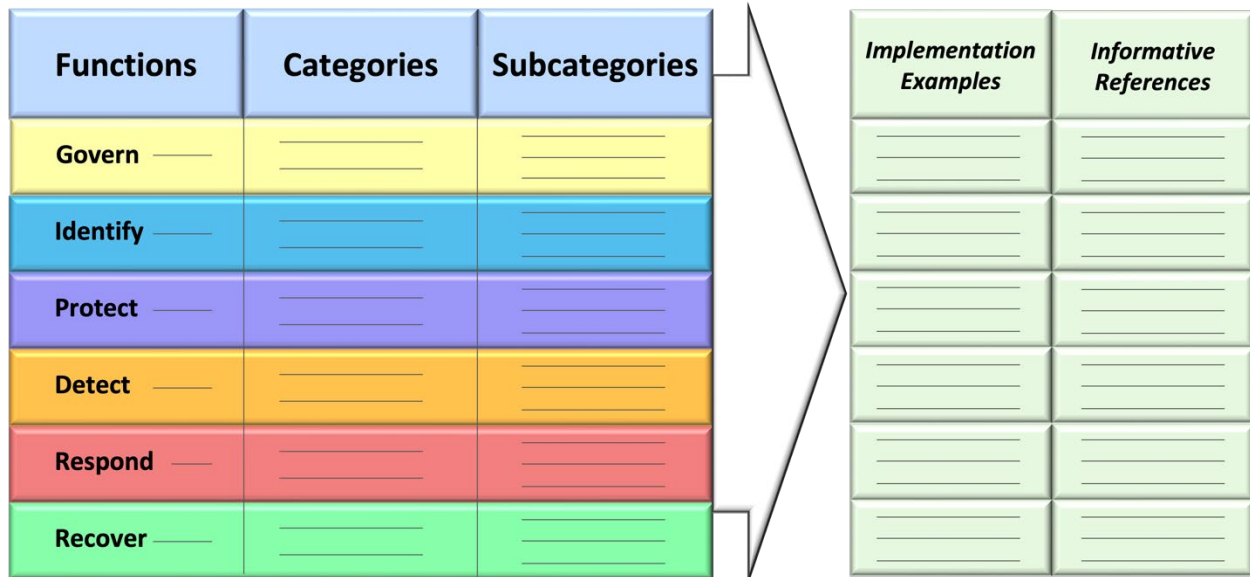 Functions
Categories
Subcategories
Implementation
Examples
Informative
References
Govern
Identify
Protect
Detect
Respond
Recover